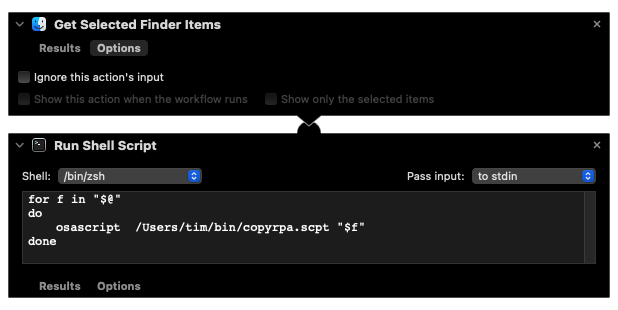 Get Selected Finder Items
Results Options
Ignore this action's input
Show this action when the workflow runs Show only the selected items
Run Shell Script
Shell: /bin/zsh Pass input: to stdin
for f in "$@"
do
    osascript  /Users/tim/bin/copyrpa.scpt "$f"
done
Results Options